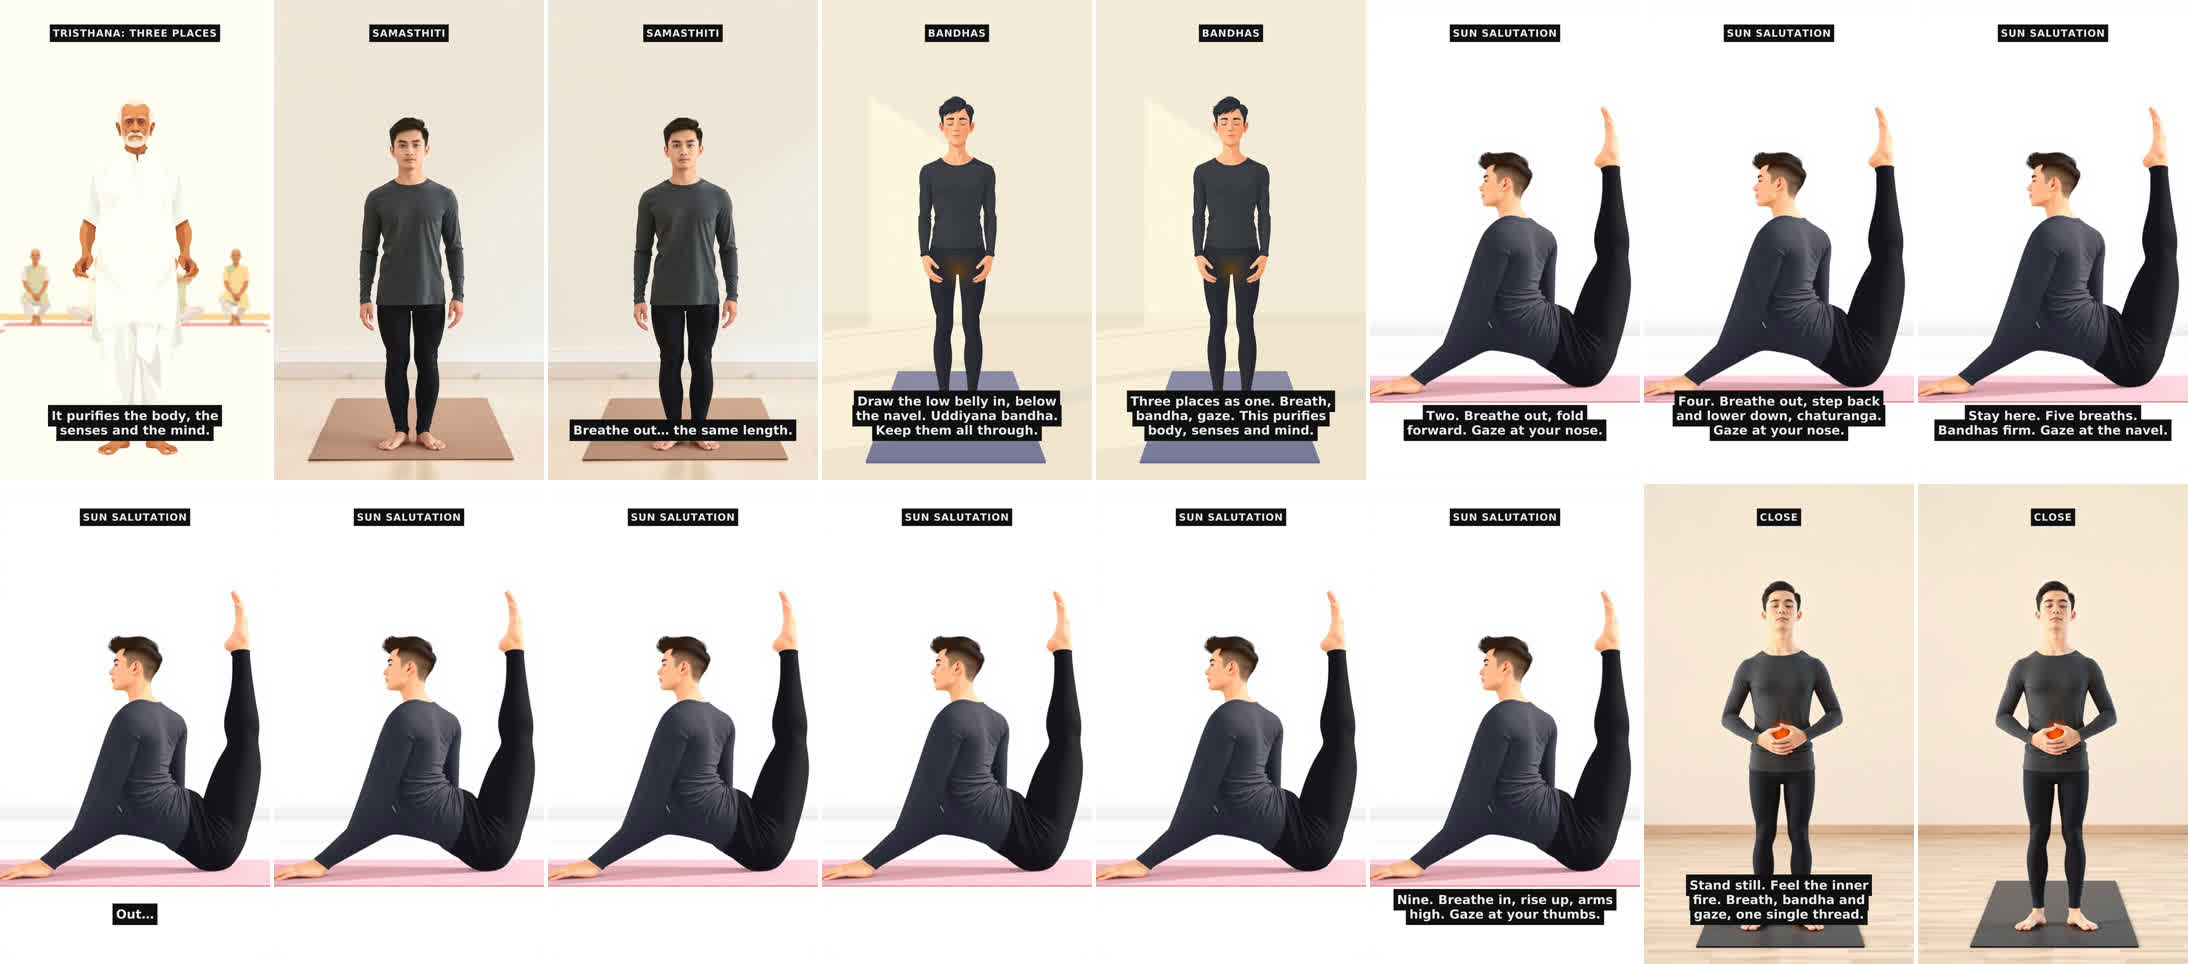 TRISTHANA: THREE PLACES
It purifies the body, the
senses and the mind.
SAMASTHITI
SAMASTHITI
Breathe out... the same length.
BANDHAS
Draw the low belly in, below
the navel. Uddiyana bandha.
Keep them all through.
BANDHAS
Three places as one. Breath,
bandha, gaze. This purifies
body, senses and mind.
SUN SALUTATION
Two. Breathe out, fold
forward. Gaze at your nose.
SUN SALUTATION
Four. Breathe out, step back
and lower down, chaturanga.
Gaze at your nose.
SUN SALUTATION
Stay here. Five breaths.
Bandhas firm. Gaze at the navel.
SUN SALUTATION
Out...
SUN SALUTATION
SUN SALUTATION
SUN SALUTATION
SUN SALUTATION
SUN SALUTATION
Nine. Breathe in, rise up, arms
high. Gaze at your thumbs.
CLOSE
Stand still. Feel the inner
fire. Breath, bandha and
gaze, one single thread.
CLOSE